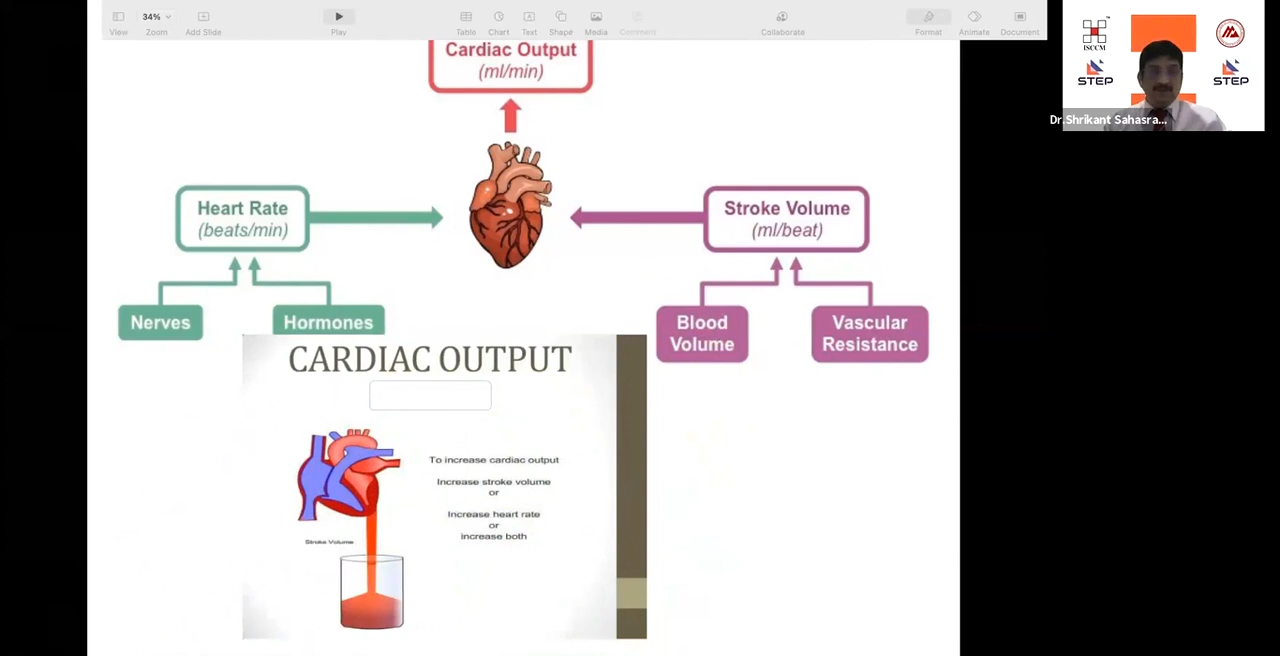 34%
View
Zoom
Add Slide
Play
Table
Chart
Text
Shape
Media
Comment
Collaborate
Format
Animate
Document
ISCCM
STEP
STEP
Dr.Shrikant Sahasra...
Cardiac Output
(ml/min)
Heart Rate
(beats/min)
Stroke Volume
(ml/beat)
Nerves
Hormones
Blood
Volume
Vascular
Resistance
CARDIAC OUTPUT
To increase cardiac output
Increase stroke volume
or
Increase heart rate
or
increase both
Stroke Volume